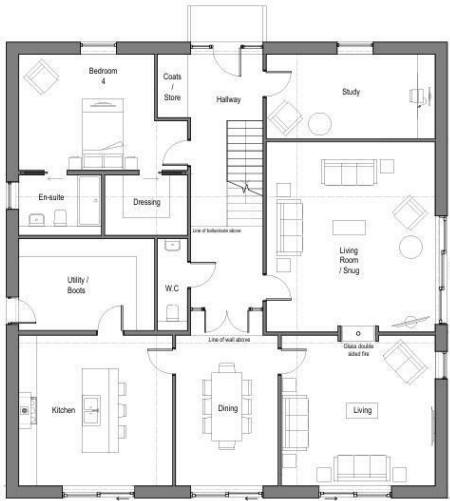 Bedroom
4
Coats
/
Store
Hallway
Study
En-suite
Dressing
Line of balustrade above
Living
Room
/ Snug
Utility /
Boots
W.C
Line of wall above
Glass double
sided fire
Kitchen
Dining
Living